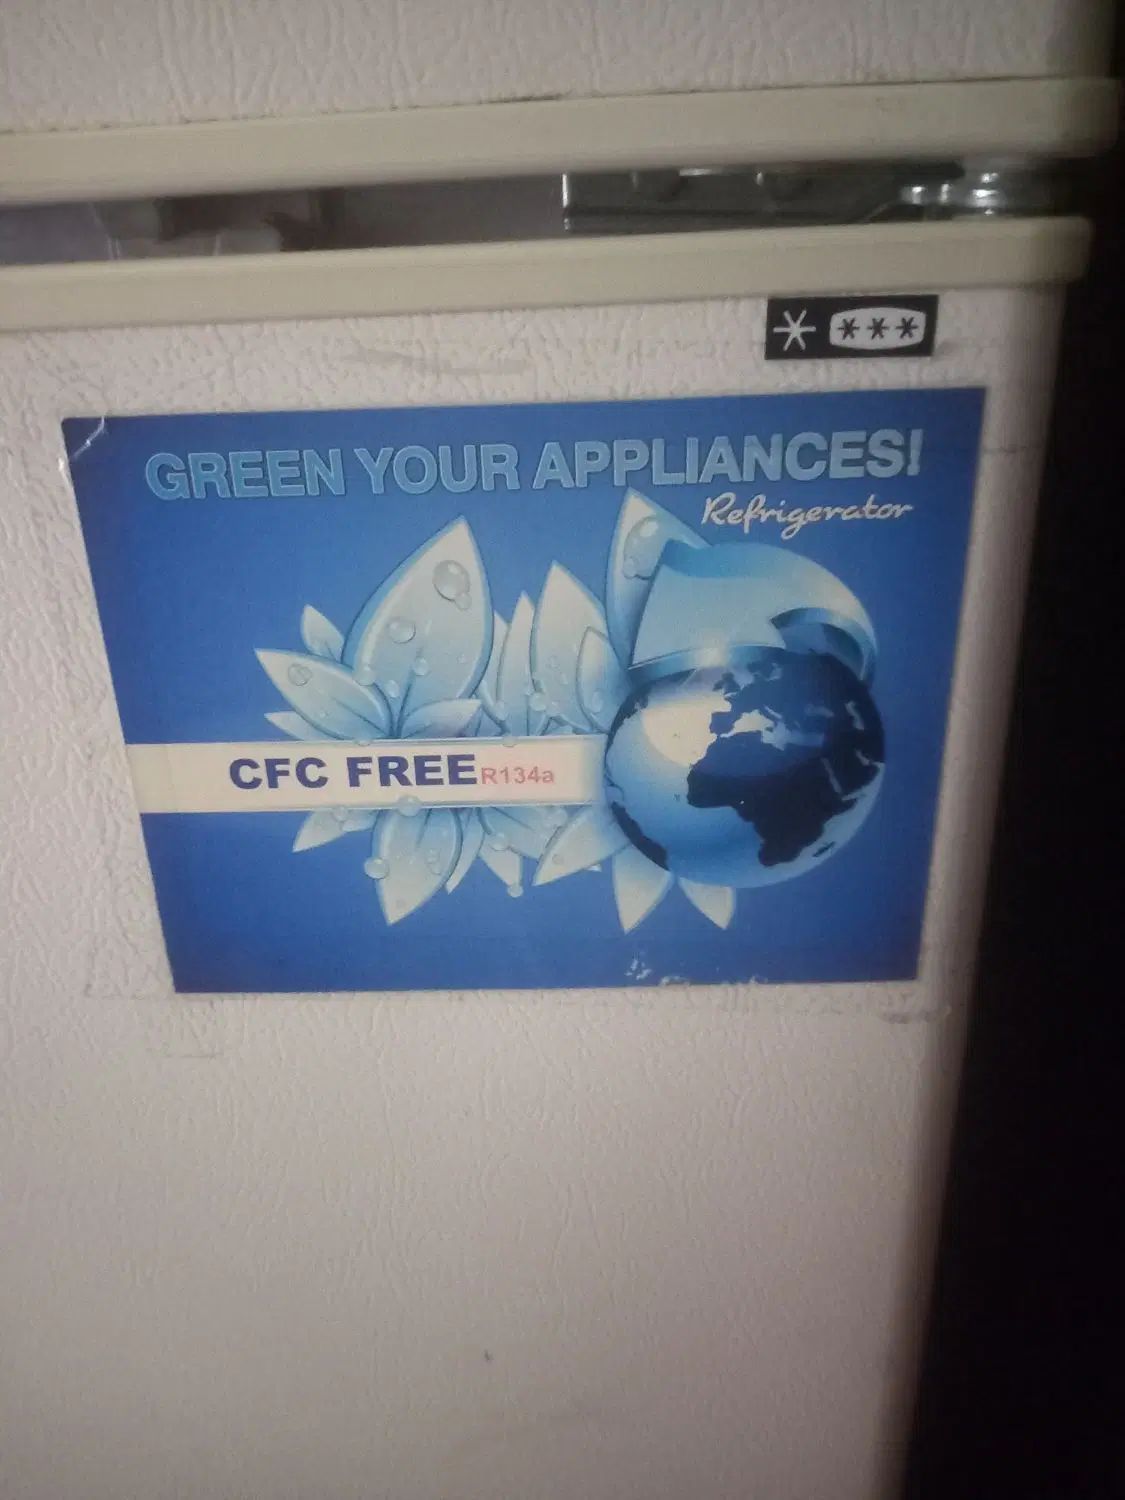 GREEN YOUR APPLIANCES!
Refrigerator
CFC FREE R134a